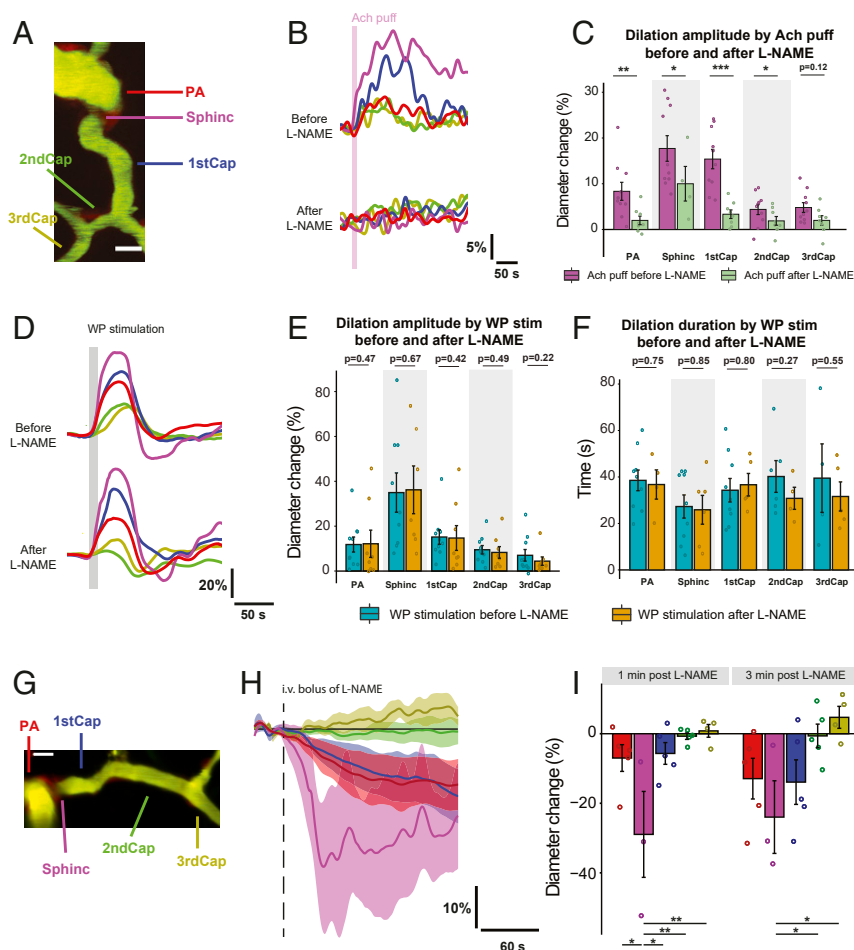 A
PA
Sphinc
2ndCap
1stCap
3rdCap
B
Ach puff
Before
L-NAME
After
L-NAME
5%
50 s
C
Dilation amplitude by Ach puff
before and after L-NAME
Diameter change (%)
30
20
10
0
**
*
***
*
p=0.12
PA
Sphinc
1stCap
2ndCap
3rdCap
Ach puff before L-NAME
Ach puff after L-NAME
D
WP stimulation
Before
L-NAME
After
L-NAME
20%
50 s
E
Dilation amplitude by WP stim
before and after L-NAME
p=0.47
p=0.67
p=0.42
p=0.49
p=0.22
Diameter change (%)
80
60
40
20
0
PA
Sphinc
1stCap
2ndCap
3rdCap
F
Dilation duration by WP stim
before and after L-NAME
p=0.75
p=0.85
p=0.80
p=0.27
p=0.55
Time (s)
80
60
40
20
0
PA
Sphinc
1stCap
2ndCap
3rdCap
WP stimulation before L-NAME
WP stimulation after L-NAME
G
PA
1stCap
Sphinc
2ndCap
3rdCap
H
i.v. bolus of L-NAME
10%
60 s
I
1 min post L-NAME
3 min post L-NAME
Diameter change (%)
0
−20
−40
**
**
*
*
*
*